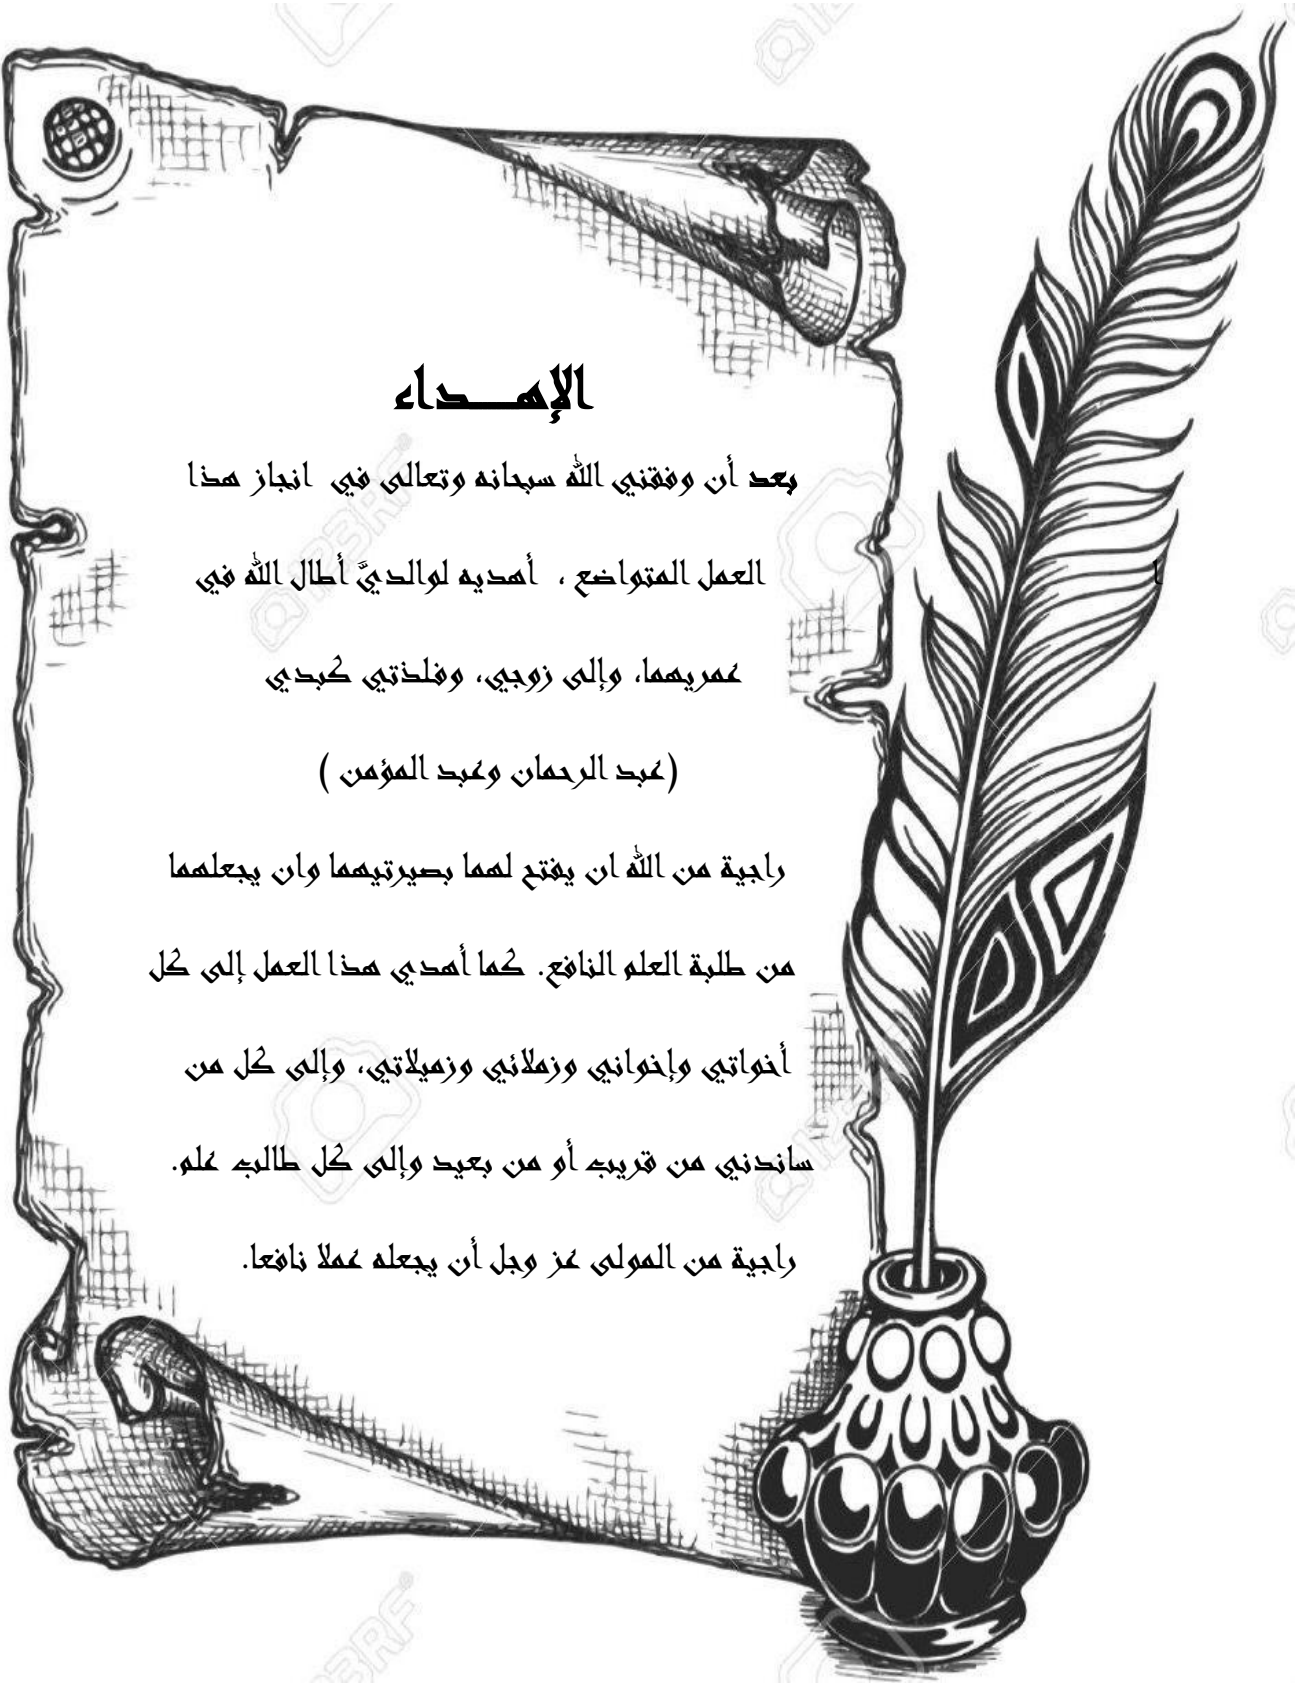 الإهـــداء
بعد أن وفقني الله سبحانه وتعالى في انجاز هذا
العمل المتواضع ، أهديه لوالديَّ أطال الله في
عمريهما، وإلى زوجي، وفلذتي كبدي
(عبد الرحمان وعبد المؤمن )
راجية من الله ان يفتح لهما بصيرتيهما وان يجعلهما
من طلبة العلم النافع. كما أهدي هذا العمل إلى كل
أخواتي وإخواني وزملائي وزميلاتي، وإلى كل من
ساندني من قريب أو من بعيد وإلى كل طالب علم.
راجية من المولى عز وجل أن يجعله عملا نافعا.
123RF